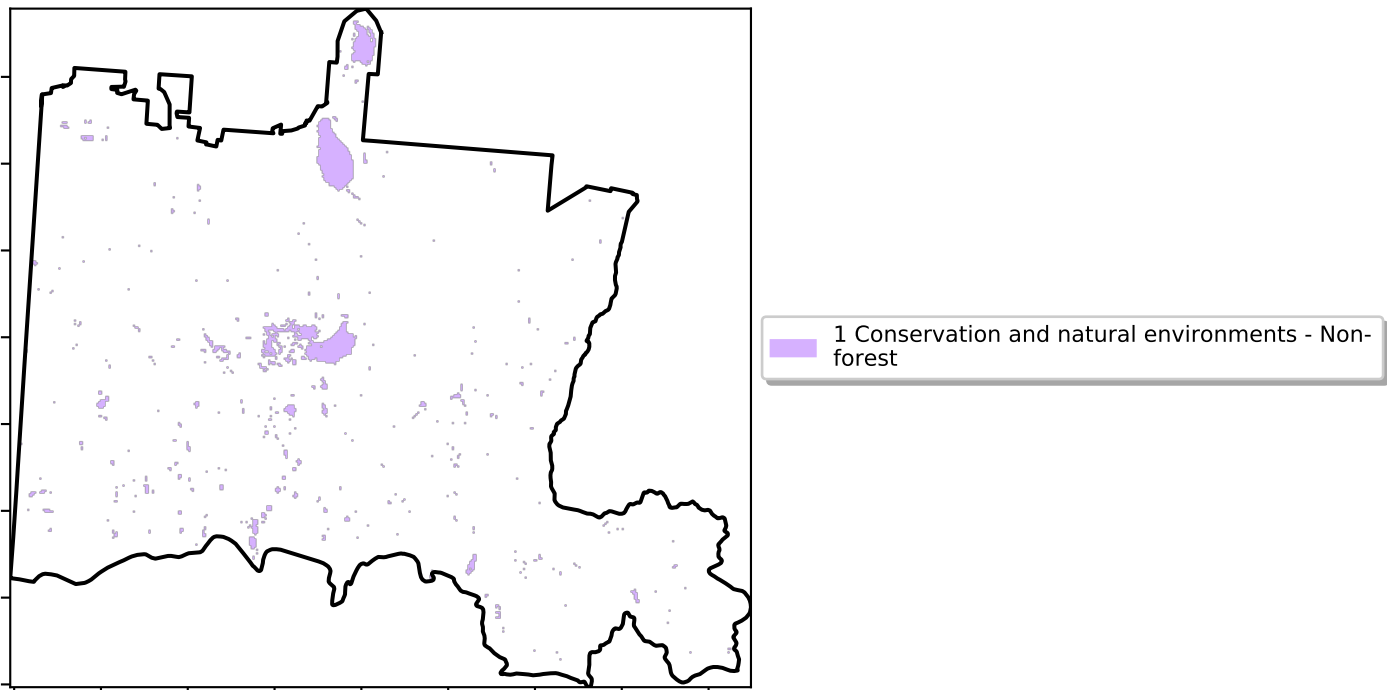 1 Conservation and natural environments - Non-
forest